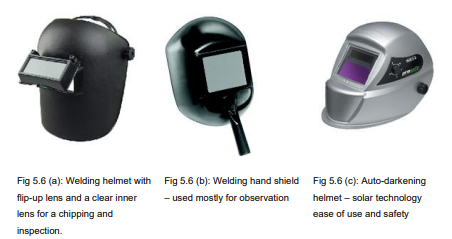 Fig 5.6 (a): Welding helmet with
flip-up lens and a clear inner
lens for a chipping and
inspection.
Fig 5.6 (b): Welding hand shield
– used mostly for observation
Fig 5.6 (c): Auto-darkening
helmet – solar technology
ease of use and safety